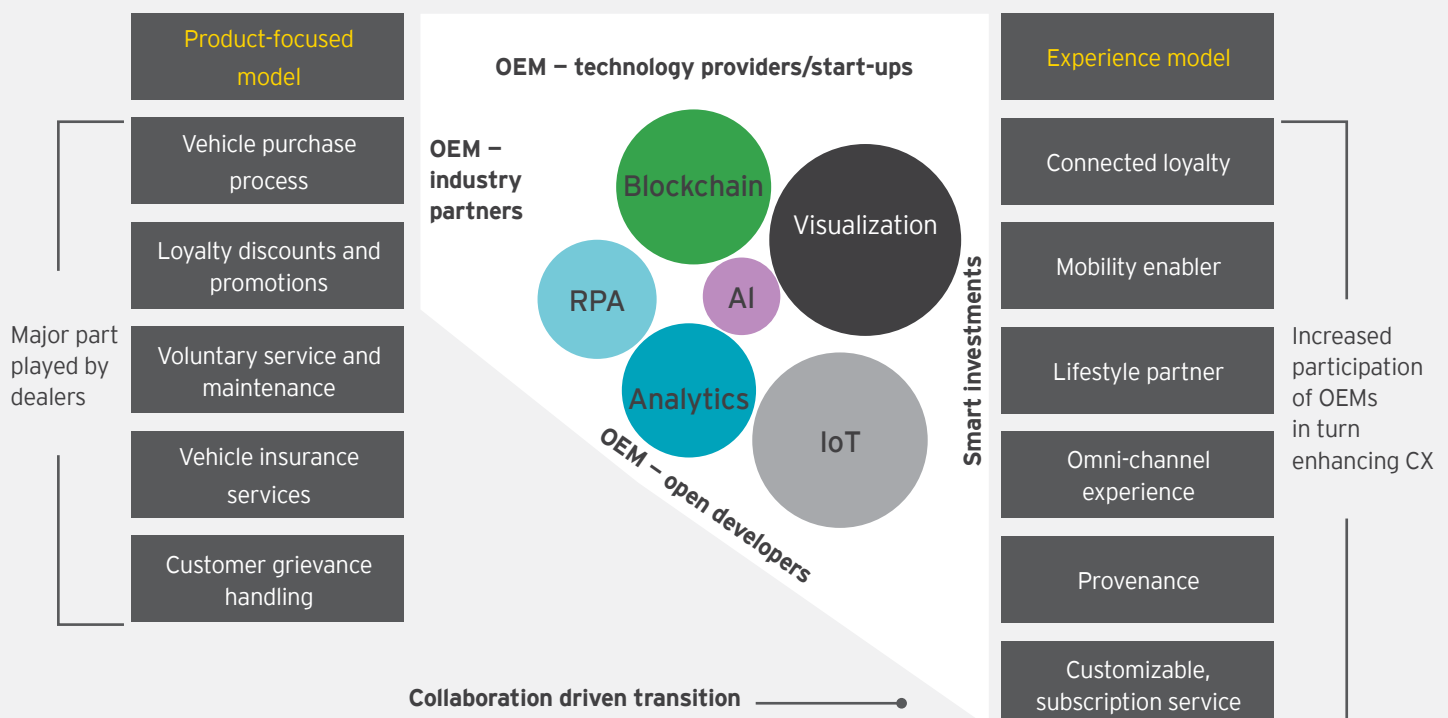 Product-focused
model
Vehicle purchase
process
Loyalty discounts and
promotions
Voluntary service and
maintenance
Vehicle insurance
services
Customer grievance
handling
Major part
played by
dealers
OEM – technology providers/start-ups
OEM –
industry
partners
Blockchain
Visualization
RPA
AI
Analytics
IoT
Smart investments
OEM – open developers
Collaboration driven transition
Experience model
Connected loyalty
Mobility enabler
Lifestyle partner
Omni-channel
experience
Provenance
Customizable,
subscription service
Increased
participation
of OEMs
in turn
enhancing CX